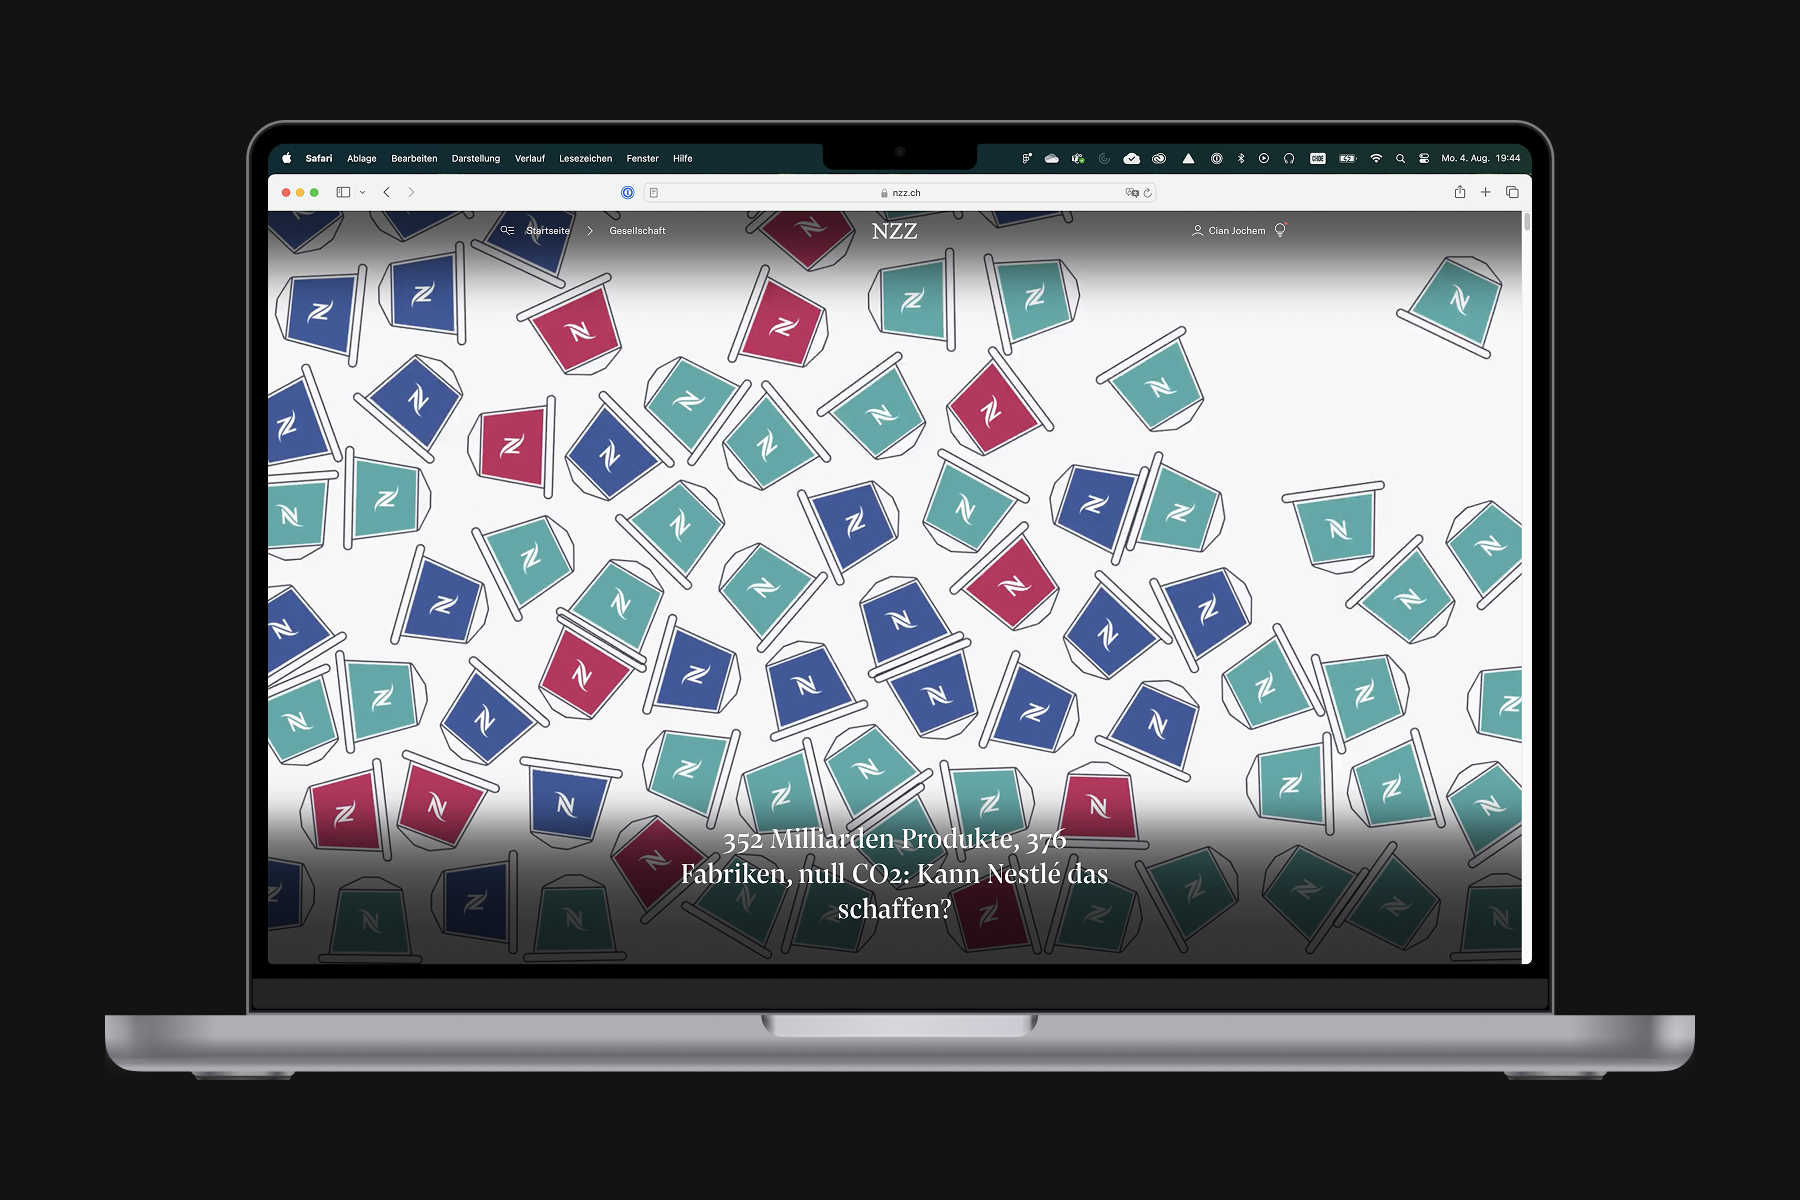 Safari Ablage Bearbeiten Darstellung Verlauf Lesezeichen Fenster Hilfe Mo. 4. Aug. 19:44
nzz.ch
Startseite Gesellschaft NZZ Cian Jochem
352 Milliarden Produkte, 376
Fabriken, null CO2: Kann Nestlé das
schaffen?